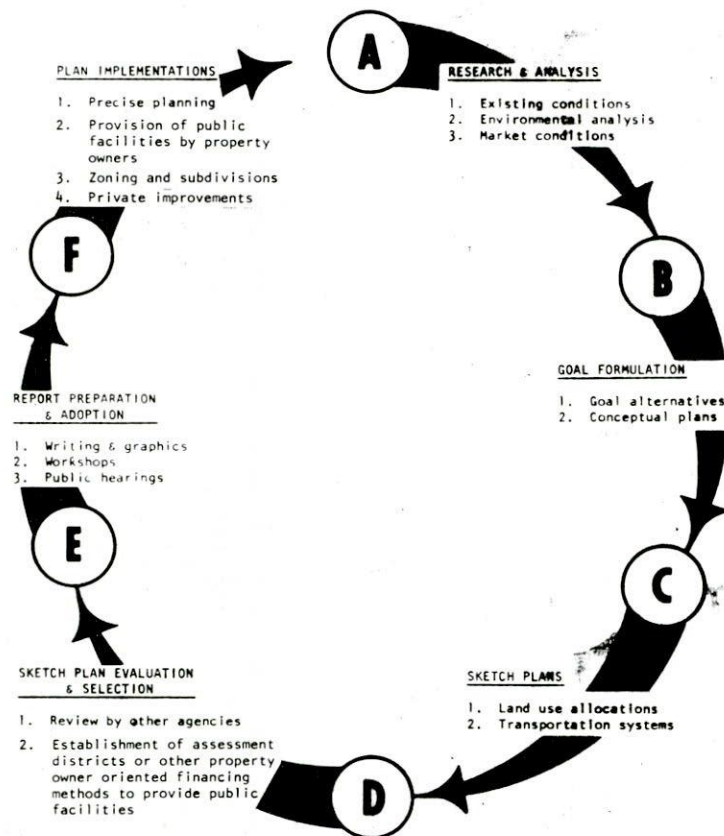 A
RESEARCH & ANALYSIS
1. Existing conditions
2. Environmental analysis
3. Market conditions
B
GOAL FORMULATION
1. Goal alternatives
2. Conceptual plans
C
SKETCH PLANS
1. Land use allocations
2. Transportation systems
D
SKETCH PLAN EVALUATION
& SELECTION
1. Review by other agencies
2. Establishment of assessment
districts or other property
owner oriented financing
methods to provide public
facilities
E
REPORT PREPARATION
& ADOPTION
1. Writing & graphics
2. Workshops
3. Public hearings
F
PLAN IMPLEMENTATIONS
1. Precise planning
2. Provision of public
facilities by property
owners
3. Zoning and subdivisions
4. Private improvements